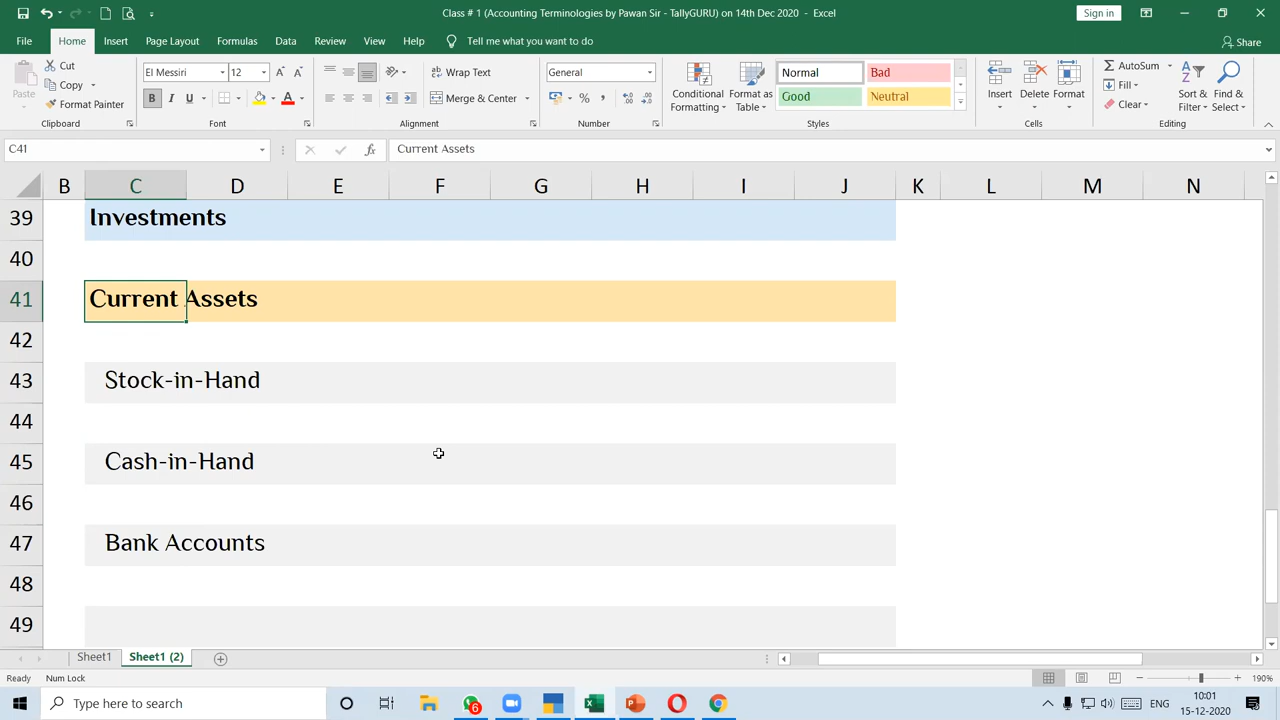 Class # 1 (Accounting Terminologies by Pawan Sir - TallyGURU) on 14th Dec 2020 - Excel
Sign in
File Home Insert Page Layout Formulas Data Review View Help Tell me what you want to do Share
Paste
Cut
Copy
Format Painter
Clipboard
El Messiri 12
B I U
Font
Wrap Text
Merge & Center
Alignment
General
Number
Conditional Formatting
Format as Table
Normal Bad
Good Neutral
Styles
Insert Delete Format
Cells
AutoSum
Fill
Clear
Sort & Filter
Find & Select
Editing
C41 fx Current Assets
B C D E F G H I J K L M N
39 Investments
40
41 Current Assets
42
43 Stock-in-Hand
44
45 Cash-in-Hand
46
47 Bank Accounts
48
49
Sheet1 Sheet1 (2)
Ready Num Lock 190%
Type here to search
6
ENG
10:01
15-12-2020